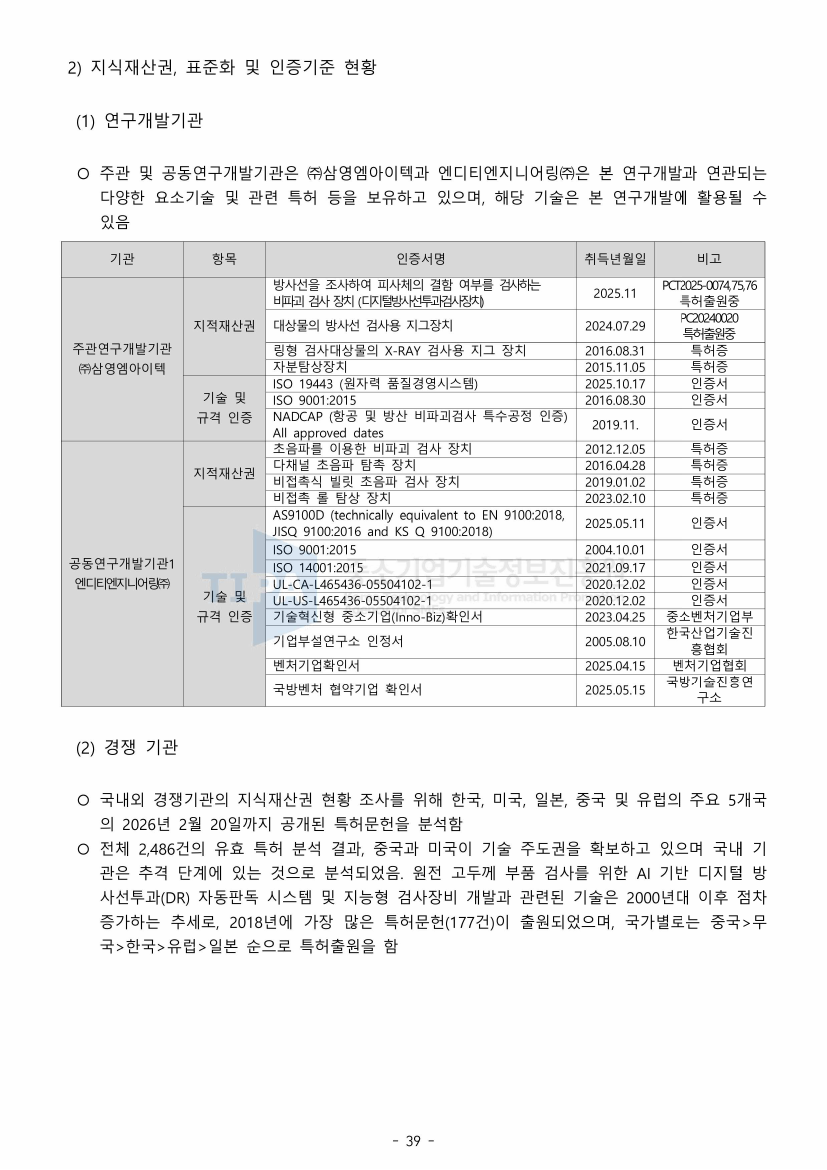 2) 지식재산권, 표준화 및 인증기준 현황
(1) 연구개발기관
○ 주관 및 공동연구개발기관은 ㈜삼영엠아이텍과 엔디티엔지니어링㈜은 본 연구개발과 연관되는
다양한 요소기술 및 관련 특허 등을 보유하고 있으며, 해당 기술은 본 연구개발에 활용될 수
있음
기관 항목 인증서명 취득년월일 비고
주관연구개발기관
㈜삼영엠아이텍
지적재산권
방사선을 조사하여 피사체의 결함 여부를 검사하는
비파괴 검사 장치 (디지털방사선투과검사장치)
2025.11
PCT2025-0074,75,76
특허출원중
대상물의 방사선 검사용 지그장치 2024.07.29
PC20240020
특허출원중
링형 검사대상물의 X-RAY 검사용 지그 장치 2016.08.31 특허증
자분탐상장치 2015.11.05 특허증
기술 및
규격 인증
ISO 19443 (원자력 품질경영시스템) 2025.10.17 인증서
ISO 9001:2015 2016.08.30 인증서
NADCAP (항공 및 방산 비파괴검사 특수공정 인증)
All approved dates
2019.11. 인증서
공동연구개발기관1
엔디티엔지니어링㈜
지적재산권
초음파를 이용한 비파괴 검사 장치 2012.12.05 특허증
다채널 초음파 탐촉 장치 2016.04.28 특허증
비접촉식 빌릿 초음파 검사 장치 2019.01.02 특허증
비접촉 롤 탐상 장치 2023.02.10 특허증
기술 및
규격 인증
AS9100D (technically equivalent to EN 9100:2018,
JISQ 9100:2016 and KS Q 9100:2018)
2025.05.11 인증서
ISO 9001:2015 2004.10.01 인증서
ISO 14001:2015 2021.09.17 인증서
UL-CA-L465436-05504102-1 2020.12.02 인증서
UL-US-L465436-05504102-1 2020.12.02 인증서
기술혁신형 중소기업(Inno-Biz)확인서 2023.04.25 중소벤처기업부
기업부설연구소 인정서 2005.08.10
한국산업기술진
흥협회
벤처기업확인서 2025.04.15 벤처기업협회
국방벤처 협약기업 확인서 2025.05.15
국방기술진흥연
구소
(2) 경쟁 기관
○ 국내외 경쟁기관의 지식재산권 현황 조사를 위해 한국, 미국, 일본, 중국 및 유럽의 주요 5개국
의 2026년 2월 20일까지 공개된 특허문헌을 분석함
○ 전체 2,486건의 유효 특허 분석 결과, 중국과 미국이 기술 주도권을 확보하고 있으며 국내 기
관은 추격 단계에 있는 것으로 분석되었음. 원전 고두께 부품 검사를 위한 AI 기반 디지털 방
사선투과(DR) 자동판독 시스템 및 지능형 검사장비 개발과 관련된 기술은 2000년대 이후 점차
증가하는 추세로, 2018년에 가장 많은 특허문헌(177건)이 출원되었으며, 국가별로는 중국>무
국>한국>유럽>일본 순으로 특허출원을 함
- 39 -